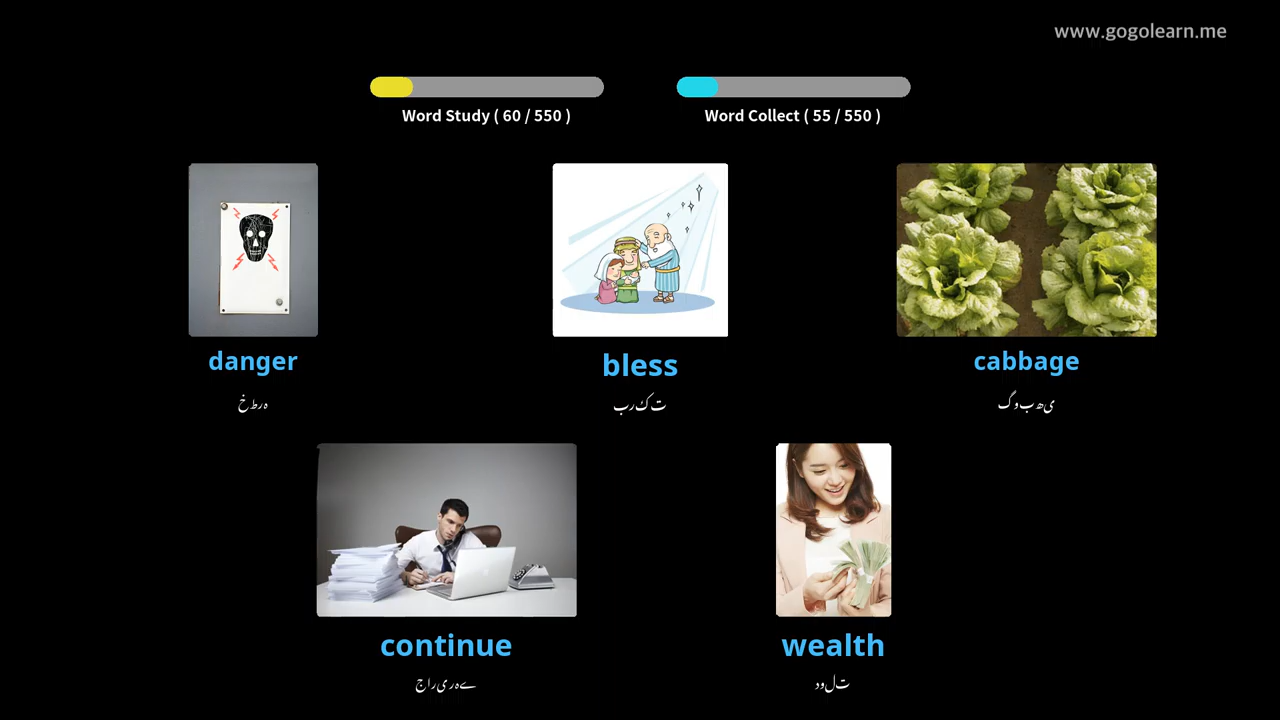 www.gogolearn.me
Word Study ( 60 / 550 )
Word Collect ( 55 / 550 )
danger
خطرہ
bless
برکت
cabbage
گوبھی
continue
جاری رہے
wealth
دولت